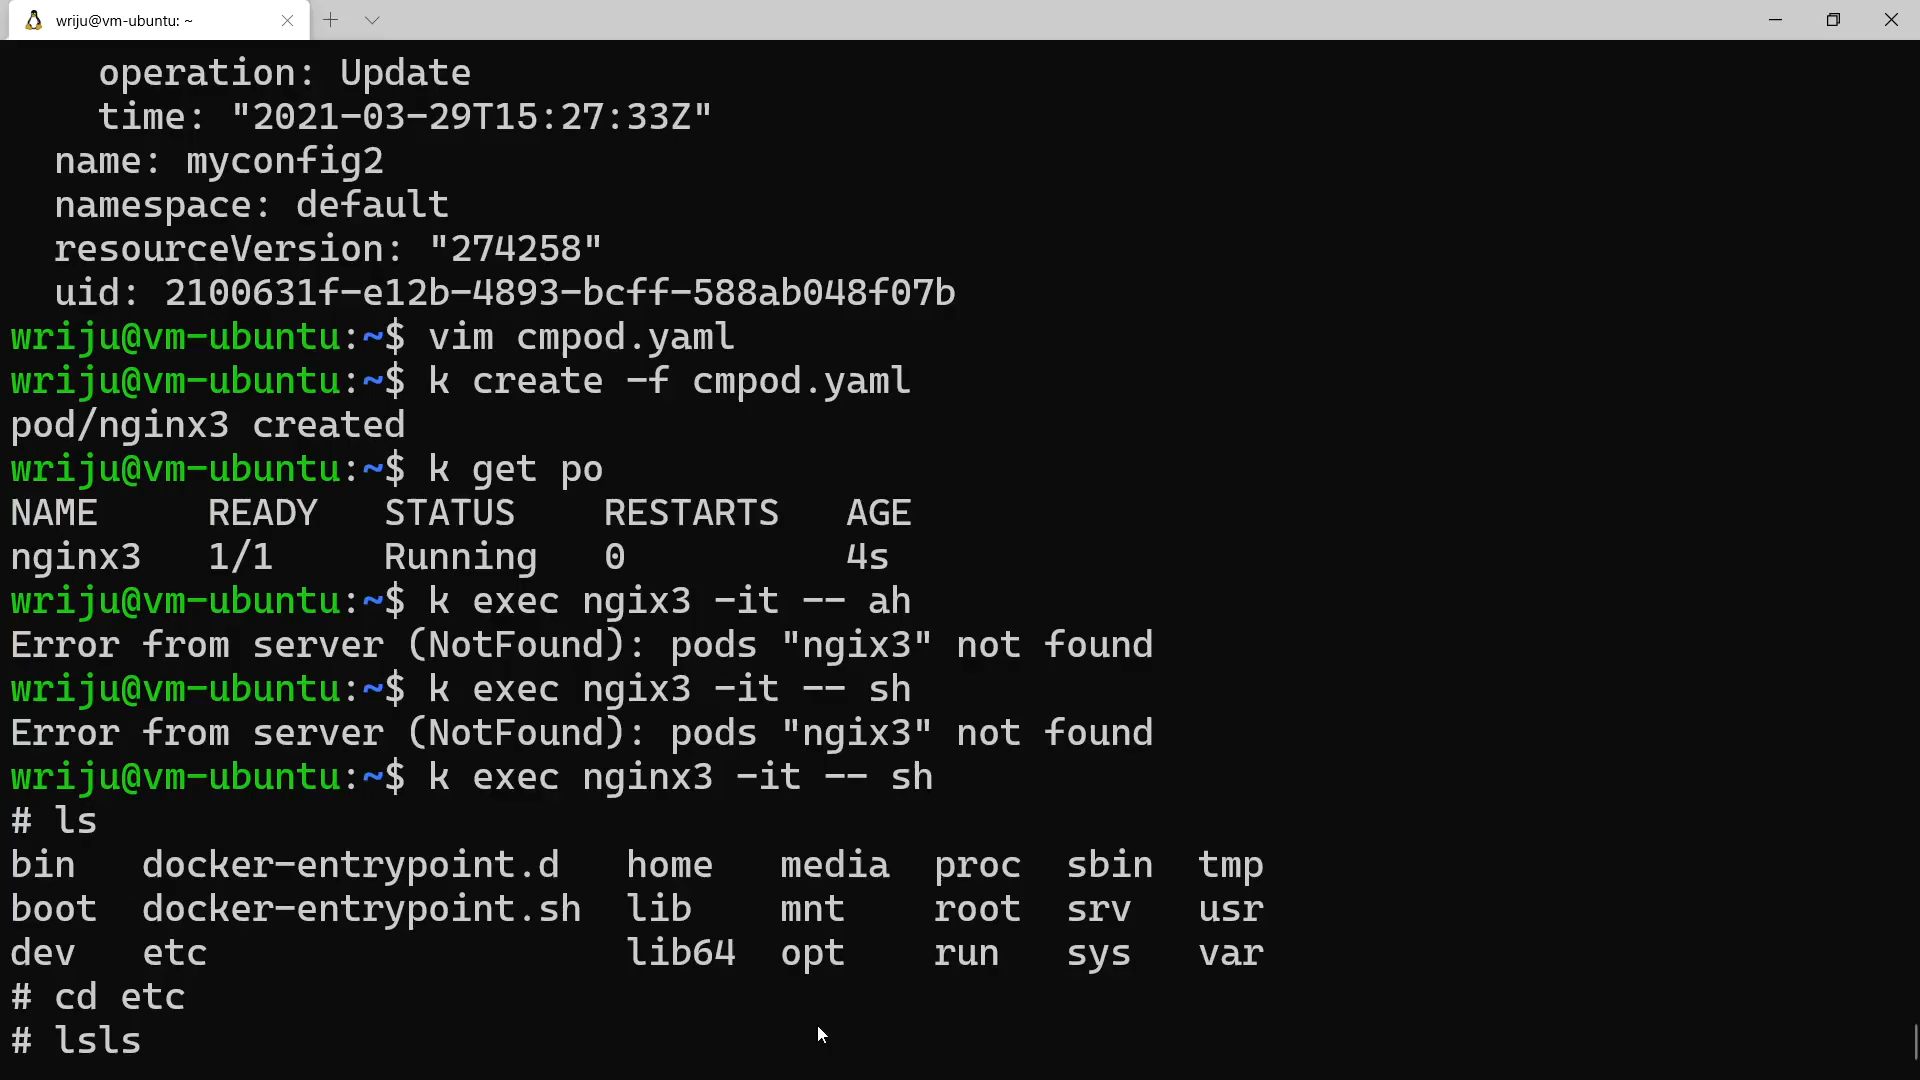 wriju@vm-ubuntu: ~
    operation: Update
    time: "2021-03-29T15:27:33Z"
  name: myconfig2
  namespace: default
  resourceVersion: "274258"
  uid: 2100631f-e12b-4893-bcff-588ab048f07b
wriju@vm-ubuntu:~$ vim cmpod.yaml
wriju@vm-ubuntu:~$ k create -f cmpod.yaml
pod/nginx3 created
wriju@vm-ubuntu:~$ k get po
NAME     READY   STATUS    RESTARTS   AGE
nginx3   1/1     Running   0          4s
wriju@vm-ubuntu:~$ k exec ngix3 -it -- ah
Error from server (NotFound): pods "ngix3" not found
wriju@vm-ubuntu:~$ k exec ngix3 -it -- sh
Error from server (NotFound): pods "ngix3" not found
wriju@vm-ubuntu:~$ k exec nginx3 -it -- sh
# ls
bin   docker-entrypoint.d   home   media  proc  sbin  tmp
boot  docker-entrypoint.sh  lib    mnt    root  srv   usr
dev   etc                   lib64  opt    run   sys   var
# cd etc
# lsls